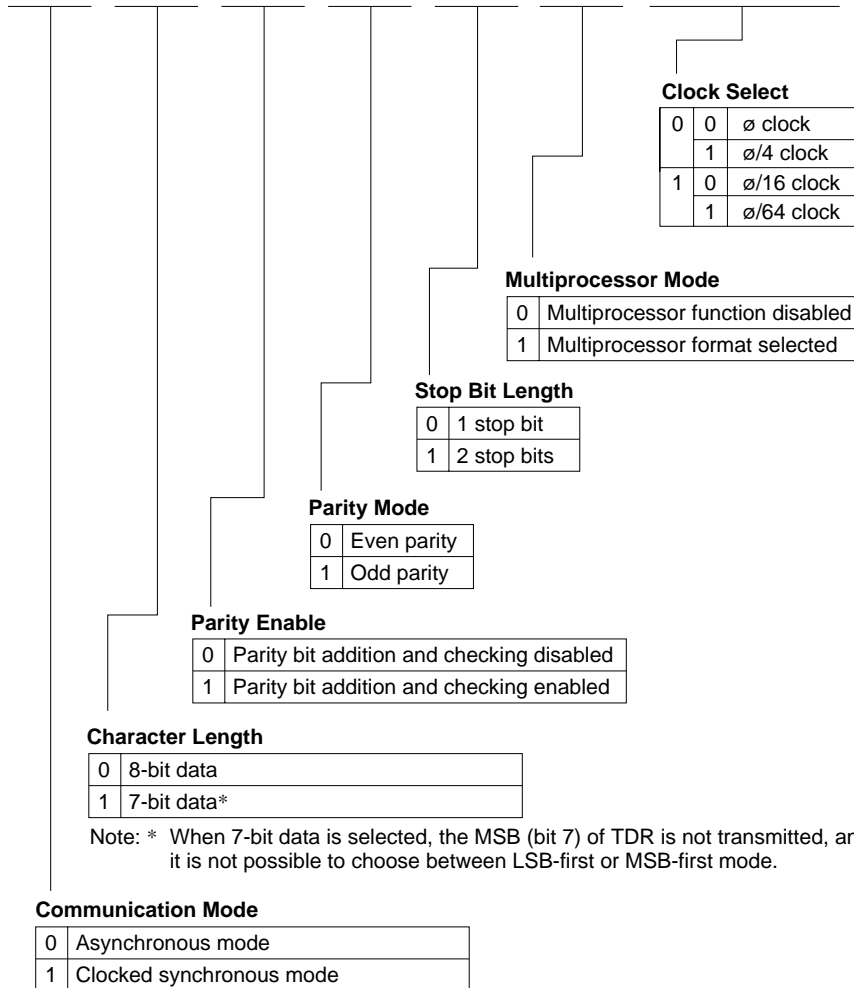 Clock Select
0 0 ø clock
1 ø/4 clock
1 0 ø/16 clock
1 ø/64 clock
Multiprocessor Mode
0 Multiprocessor function disabled
1 Multiprocessor format selected
Stop Bit Length
0 1 stop bit
1 2 stop bits
Parity Mode
0 Even parity
1 Odd parity
Parity Enable
0 Parity bit addition and checking disabled
1 Parity bit addition and checking enabled
Character Length
0 8-bit data
1 7-bit data*
Note: * When 7-bit data is selected, the MSB (bit 7) of TDR is not transmitted,
it is not possible to choose between LSB-first or MSB-first mode.
Communication Mode
0 Asynchronous mode
1 Clocked synchronous mode